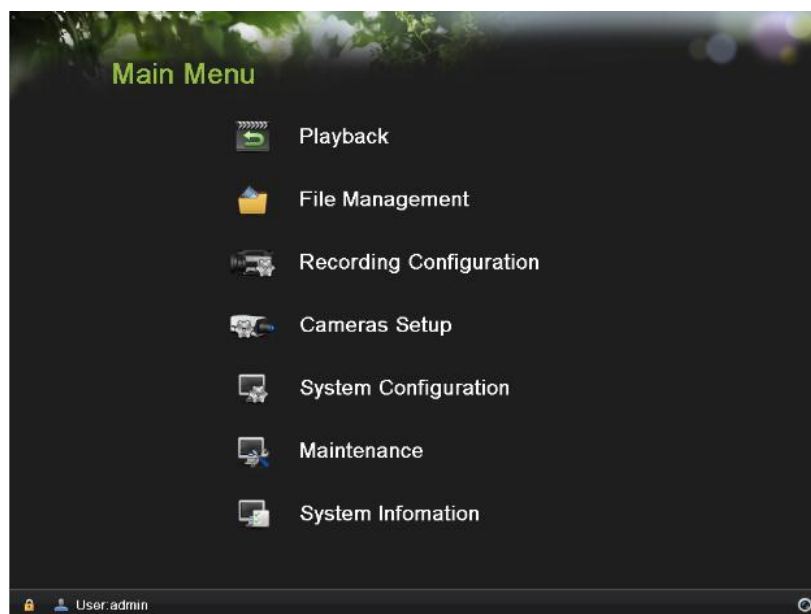 Main Menu
Playback
File Management
Recording Configuration
Cameras Setup
System Configuration
Maintenance
System Infomation
User:admin